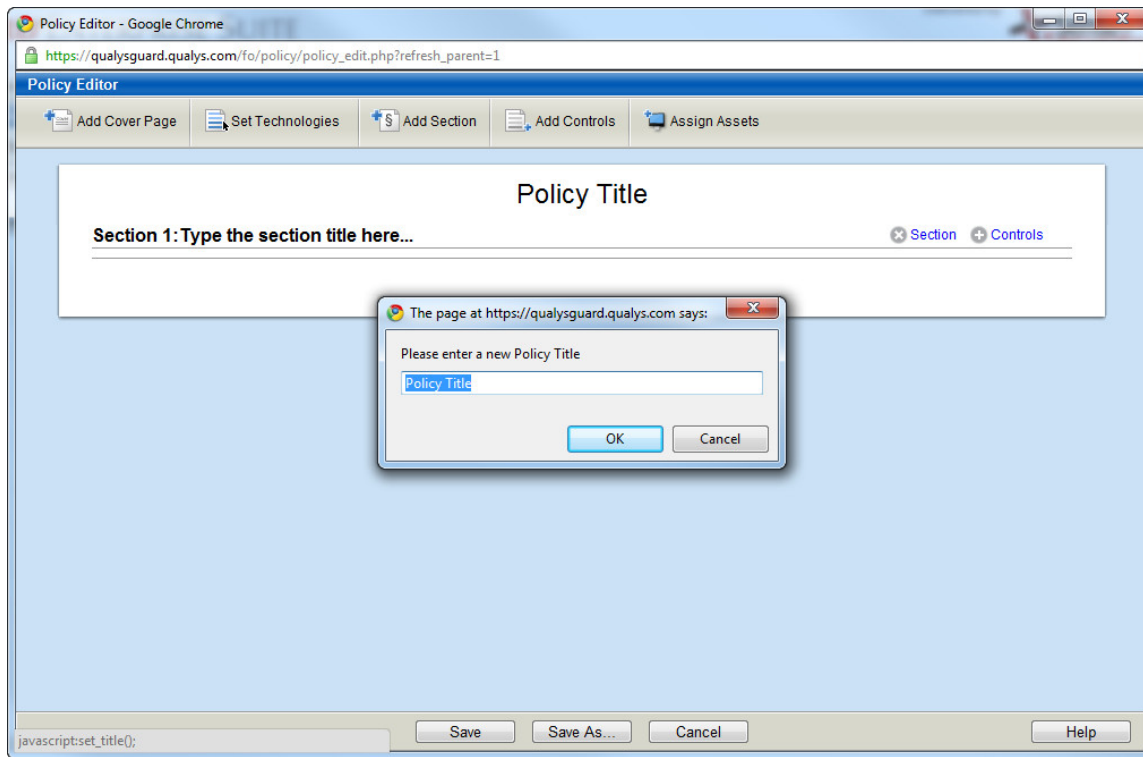 Policy Editor - Google Chrome
https://qualysguard.qualys.com/fo/policy/policy_edit.php?refresh_parent=1
Policy Editor
Add Cover Page Set Technologies § Add Section Add Controls Assign Assets
Policy Title
Section 1: Type the section title here... Section Controls
The page at https://qualysguard.qualys.com says:
Please enter a new Policy Title
Policy Title
OK Cancel
Save Save As... Cancel Help
javascript:set_title();